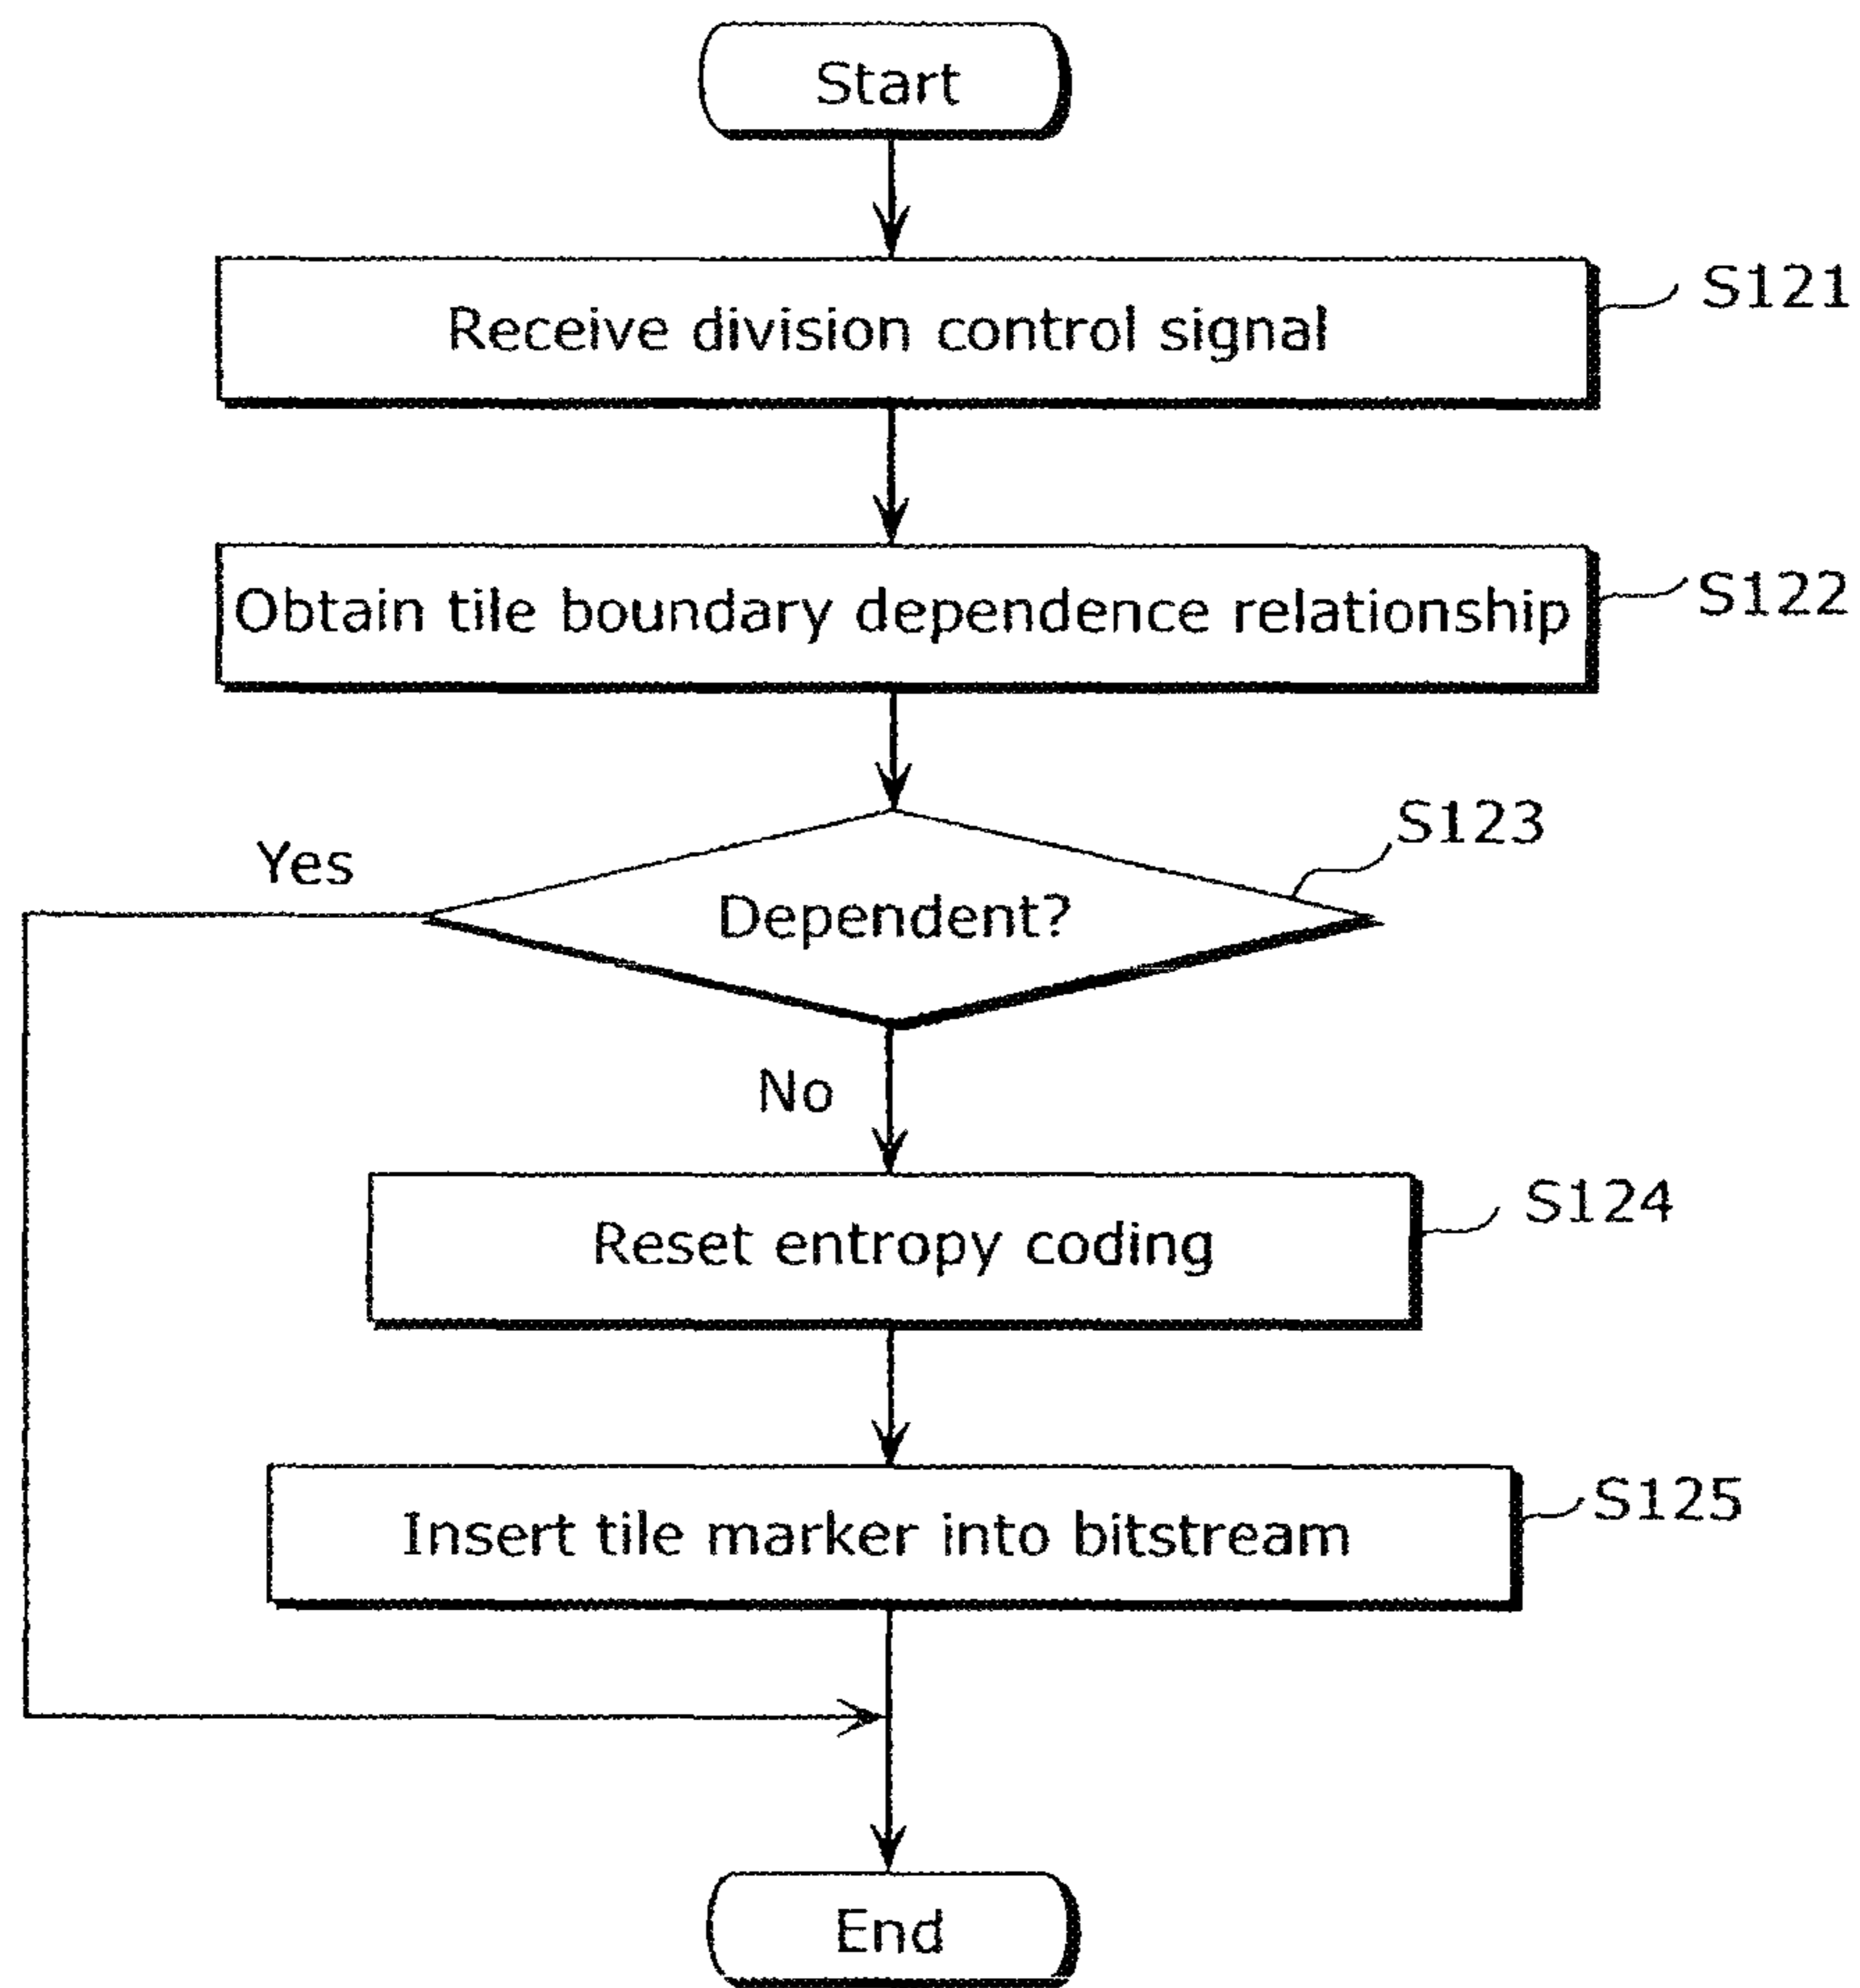 Start
Receive division control signal
S121
Obtain tile boundary dependence relationship
S122
S123
Yes
Dependent?
No
Reset entropy coding
S124
Insert tile marker into bitstream
S125
End